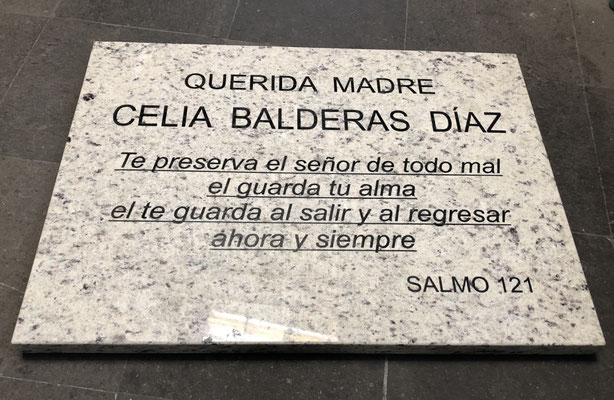 QUERIDA MADRE
CELIA BALDERAS DÍAZ
Te preserva el señor de todo mal
el guarda tu alma
el te guarda al salir y al regresar
ahora y siempre
SALMO 121